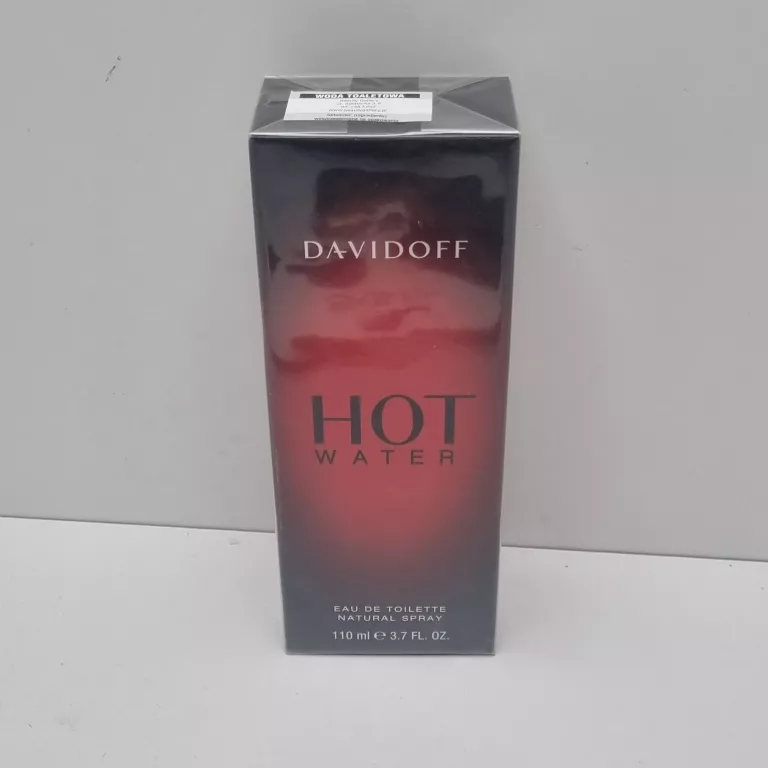 WODA TOALETOWA
DAVIDOFF
HOT
WATER
EAU DE TOILETTE
NATURAL SPRAY
110 ml e 3.7 FL. OZ.